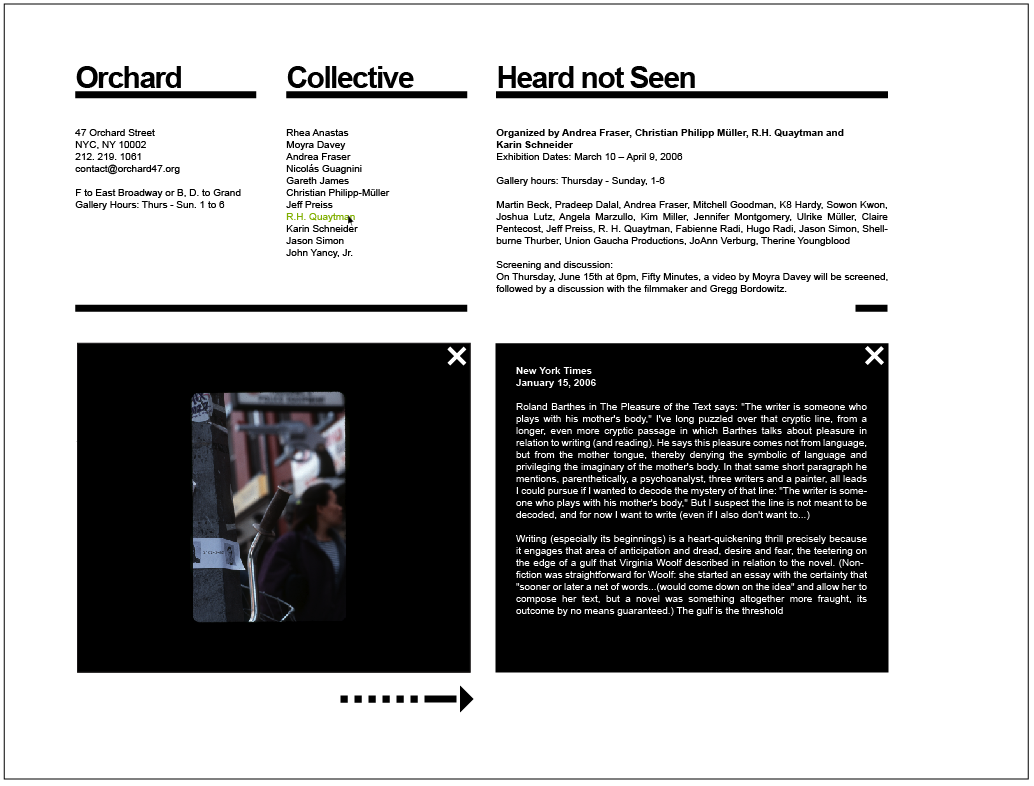 Orchard
47 Orchard Street
NYC, NY 10002
212. 219. 1061
contact@orchard47.org
F to East Broadway or B, D. to Grand
Gallery Hours: Thurs - Sun. 1 to 6
Collective
Rhea Anastas
Moyra Davey
Andrea Fraser
Nicolás Guagnini
Gareth James
Christian Philipp-Müller
Jeff Preiss
R.H. Quaytman
Karin Schneider
Jason Simon
John Yancy, Jr.
Heard not Seen
Organized by Andrea Fraser, Christian Philipp Müller, R.H. Quaytman and
Karin Schneider
Exhibition Dates: March 10 – April 9, 2006
Gallery hours: Thursday - Sunday, 1-6
Martin Beck, Pradeep Dalal, Andrea Fraser, Mitchell Goodman, K8 Hardy, Sowon Kwon,
Joshua Lutz, Angela Marzullo, Kim Miller, Jennifer Montgomery, Ulrike Müller, Claire
Pentecost, Jeff Preiss, R. H. Quaytman, Fabienne Radi, Hugo Radi, Jason Simon, Shell-
burne Thurber, Union Gaucha Productions, JoAnn Verburg, Therine Youngblood
Screening and discussion:
On Thursday, June 15th at 6pm, Fifty Minutes, a video by Moyra Davey will be screened,
followed by a discussion with the filmmaker and Gregg Bordowitz.
New York Times
January 15, 2006
Roland Barthes in The Pleasure of the Text says: "The writer is someone who
plays with his mother's body," I've long puzzled over that cryptic line, from a
longer, even more cryptic passage in which Barthes talks about pleasure in
relation to writing (and reading). He says this pleasure comes not from language,
but from the mother tongue, thereby denying the symbolic of language and
privileging the imaginary of the mother's body. In that same short paragraph he
mentions, parenthetically, a psychoanalyst, three writers and a painter, all leads
I could pursue if I wanted to decode the mystery of that line: "The writer is some-
one who plays with his mother's body," But I suspect the line is not meant to be
decoded, and for now I want to write (even if I also don't want to...)
Writing (especially its beginnings) is a heart-quickening thrill precisely because
it engages that area of anticipation and dread, desire and fear, the teetering on
the edge of a gulf that Virginia Woolf described in relation to the novel. (Non-
fiction was straightforward for Woolf: she started an essay with the certainty that
"sooner or later a net of words...(would come down on the idea" and allow her to
compose her text, but a novel was something altogether more fraught, its
outcome by no means guaranteed.) The gulf is the threshold